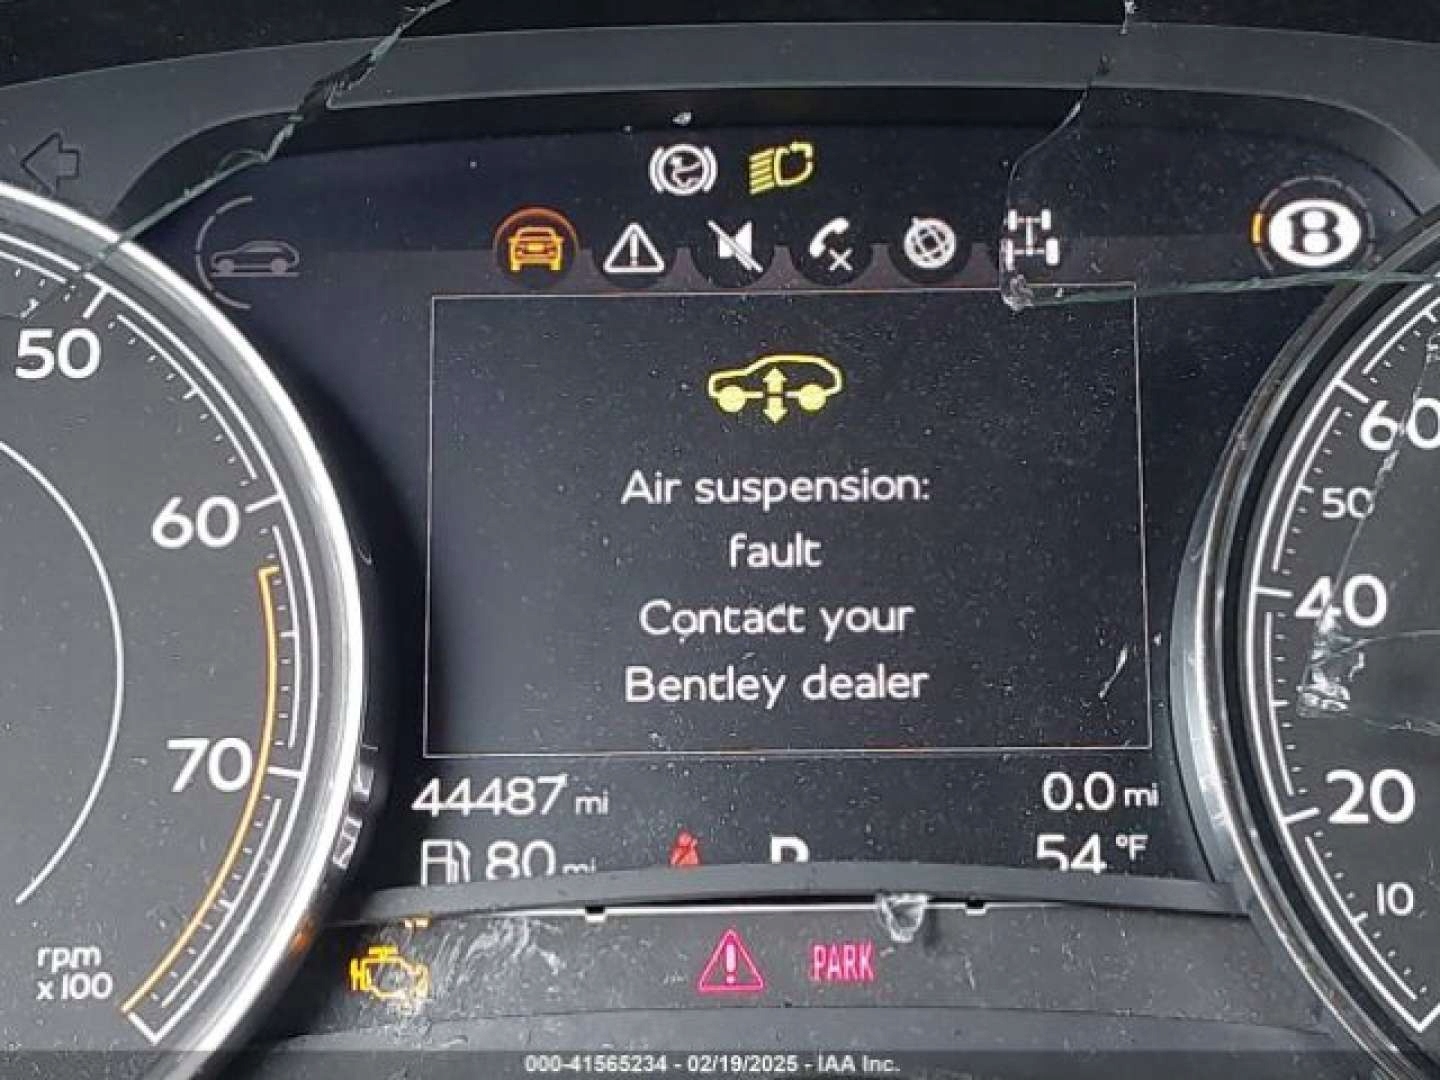 B
50
60
70
rpm
x100
Air suspension:
fault
Contact your
Bentley dealer
44487 mi
0.0 mi
80 mi
P
54 °F
60
50
40
20
10
PARK
000-41565234 - 02/19/2025 - IAA Inc.